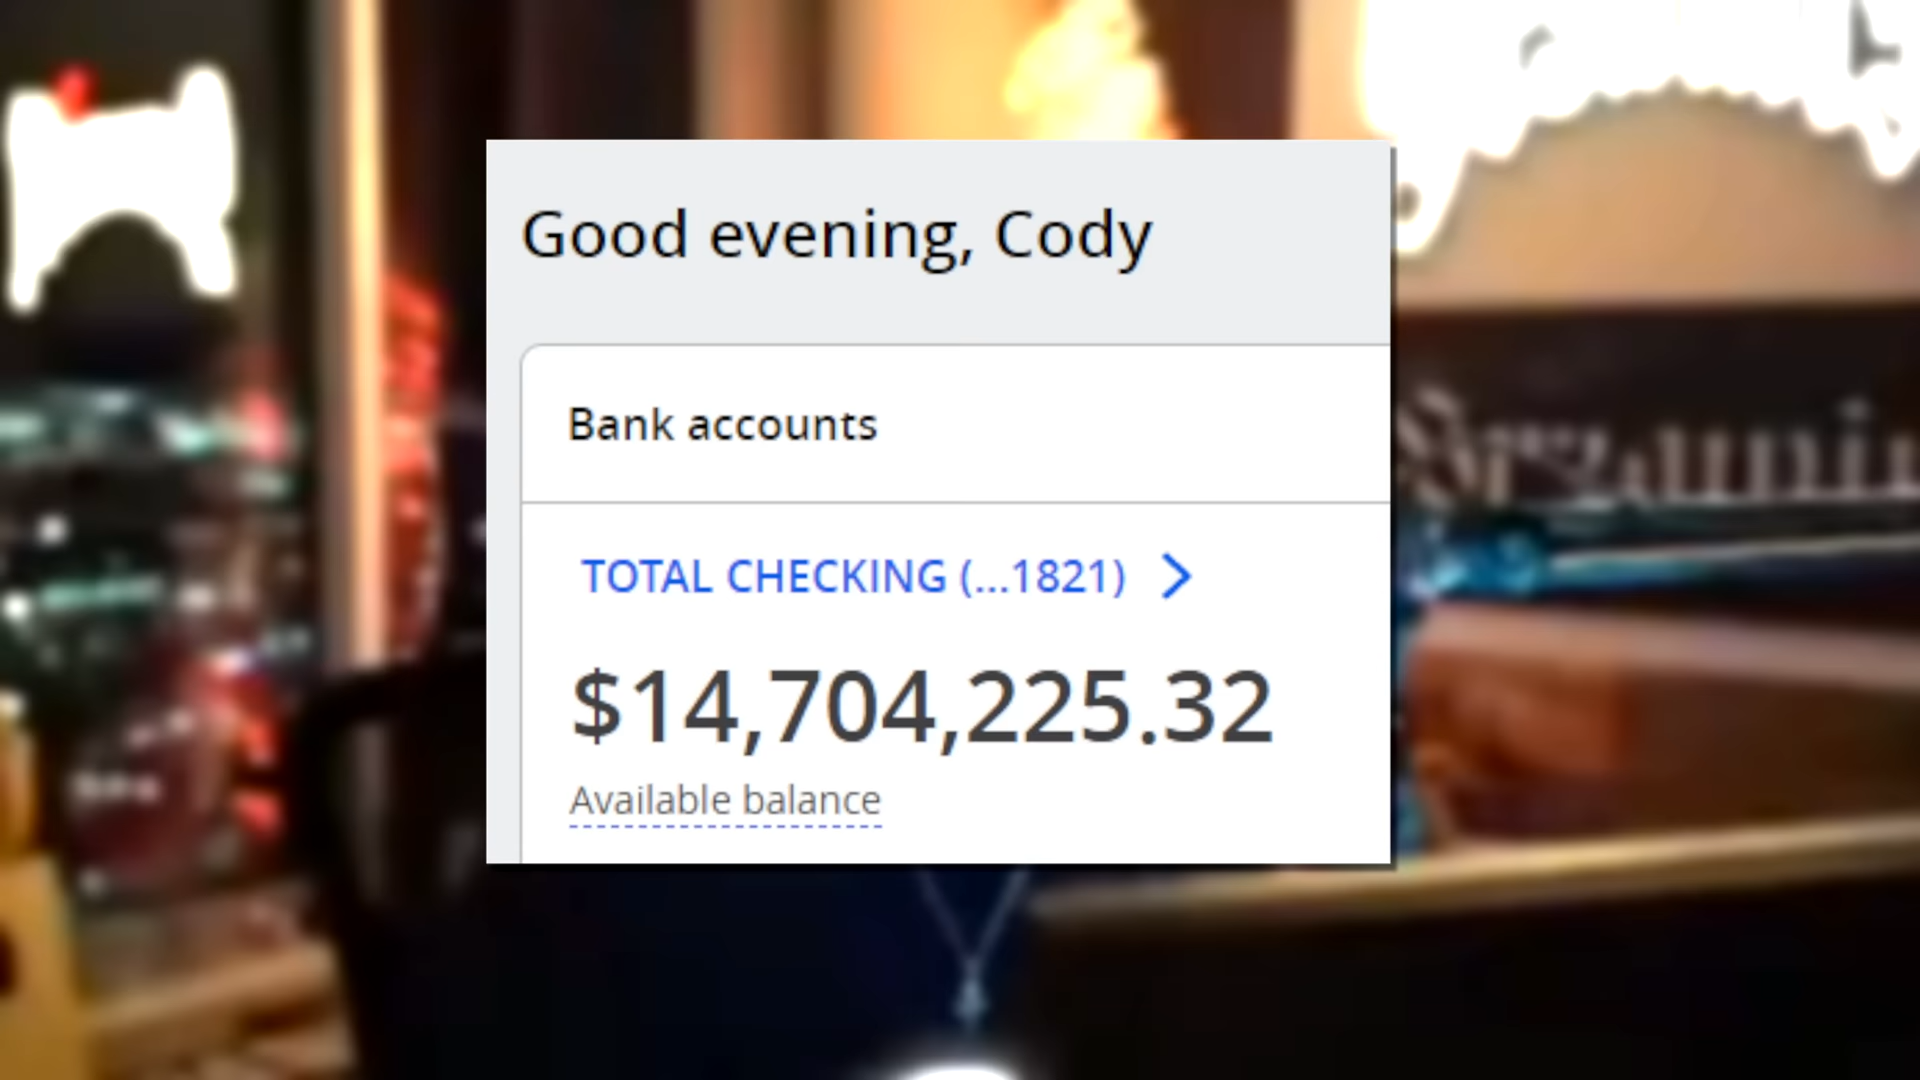 Good evening, Cody
Bank accounts
TOTAL CHECKING (...1821)
$14,704,225.32
Available balance